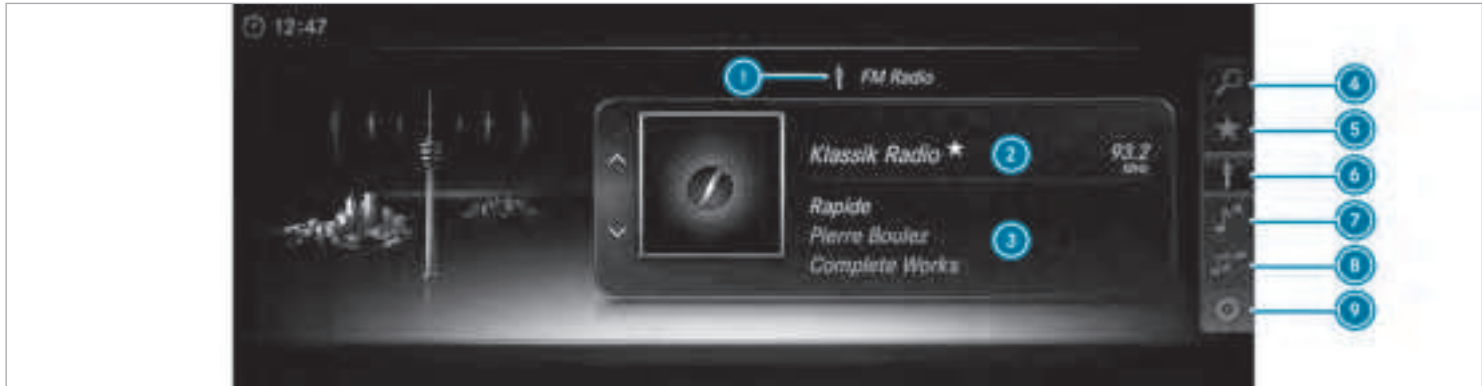 12:47
1 FM Radio
Klassik Radio 2 93.2
MHz
Rapide
Pierre Boulez
Complete Works
3
4
5
6
7
8
9